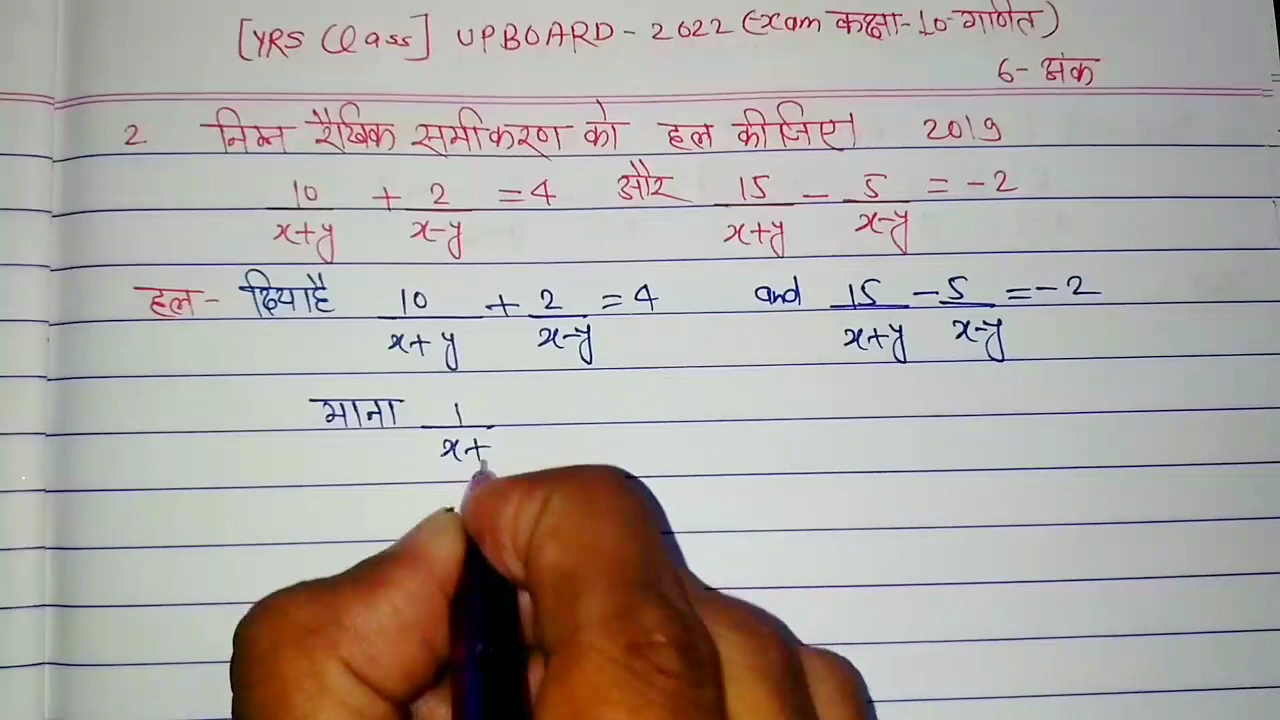 [YRS Class] UPBOARD - 2022 (Exam कक्षा-10-गणित)
6- अंक
2 निम्न रैखिक समीकरण को हल कीजिए। 2019
10/x+y + 2/x-y = 4 और 15/x+y - 5/x-y = -2
हल - दिया है 10/x+y + 2/x-y = 4 and 15/x+y - 5/x-y = -2
माना 1/x+